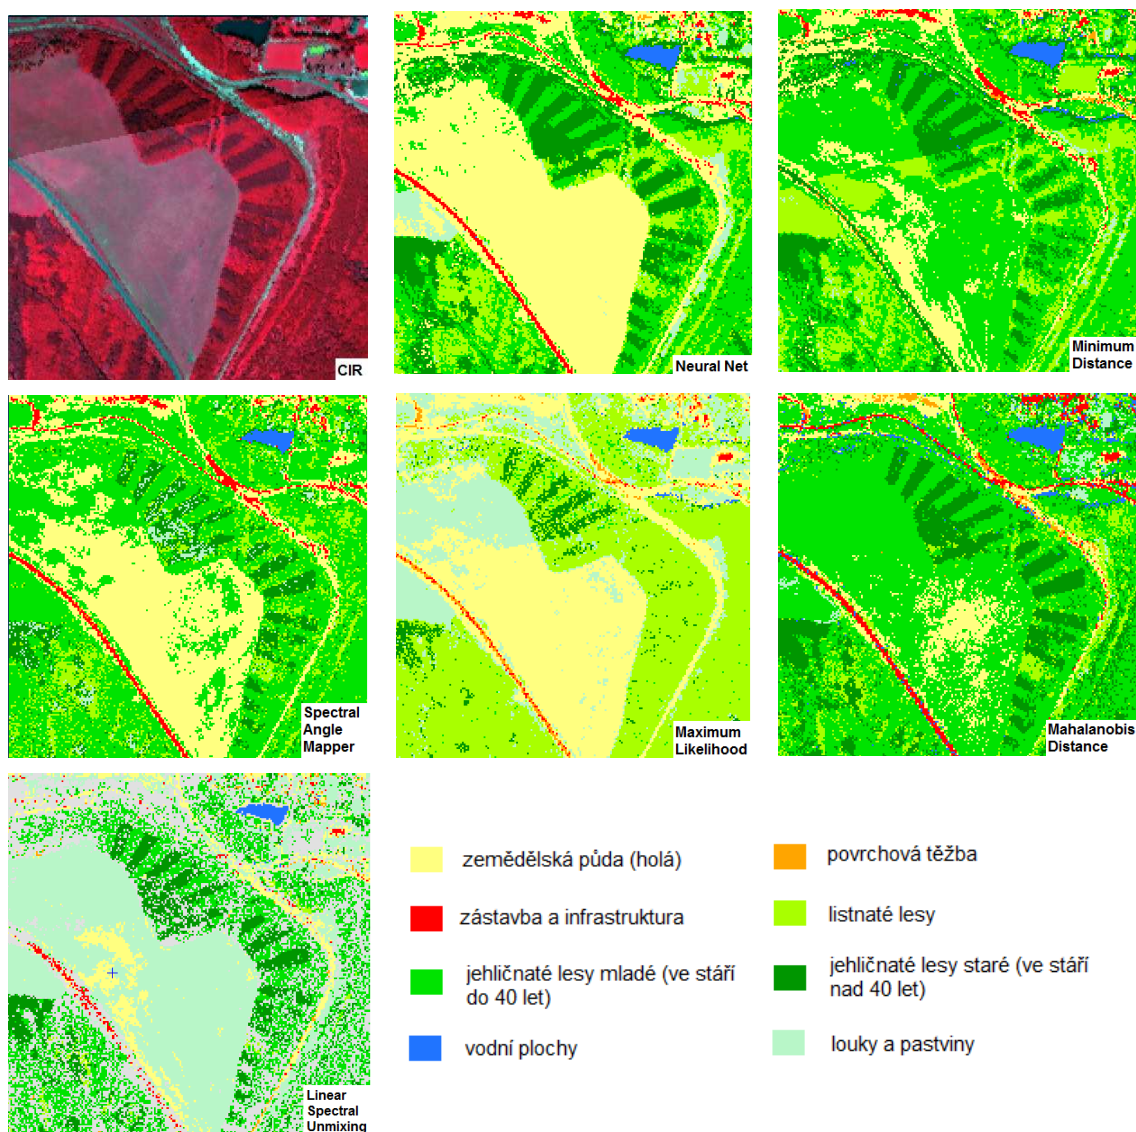 CIR
Neural Net
Minimum
Distance
Spectral
Angle
Mapper
Maximum
Likelihood
Mahalanobis
Distance
Linear
Spectral
Unmixing
zemědělská půda (holá)
povrchová těžba
zástavba a infrastruktura
listnaté lesy
jehličnaté lesy mladé (ve stáří
do 40 let)
jehličnaté lesy staré (ve stáří
nad 40 let)
vodní plochy
louky a pastviny